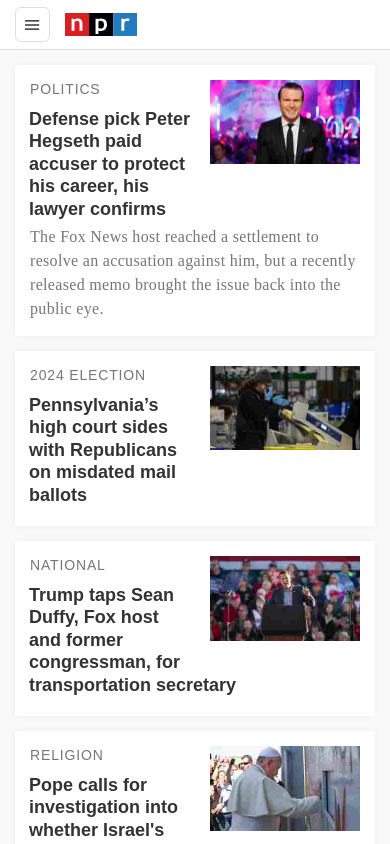 npr
POLITICS
Defense pick Peter
Hegseth paid
accuser to protect
his career, his
lawyer confirms
The Fox News host reached a settlement to
resolve an accusation against him, but a recently
released memo brought the issue back into the
public eye.
2024 ELECTION
Pennsylvania’s
high court sides
with Republicans
on misdated mail
ballots
NATIONAL
Trump taps Sean
Duffy, Fox host
and former
congressman, for
transportation secretary
RELIGION
Pope calls for
investigation into
whether Israel's